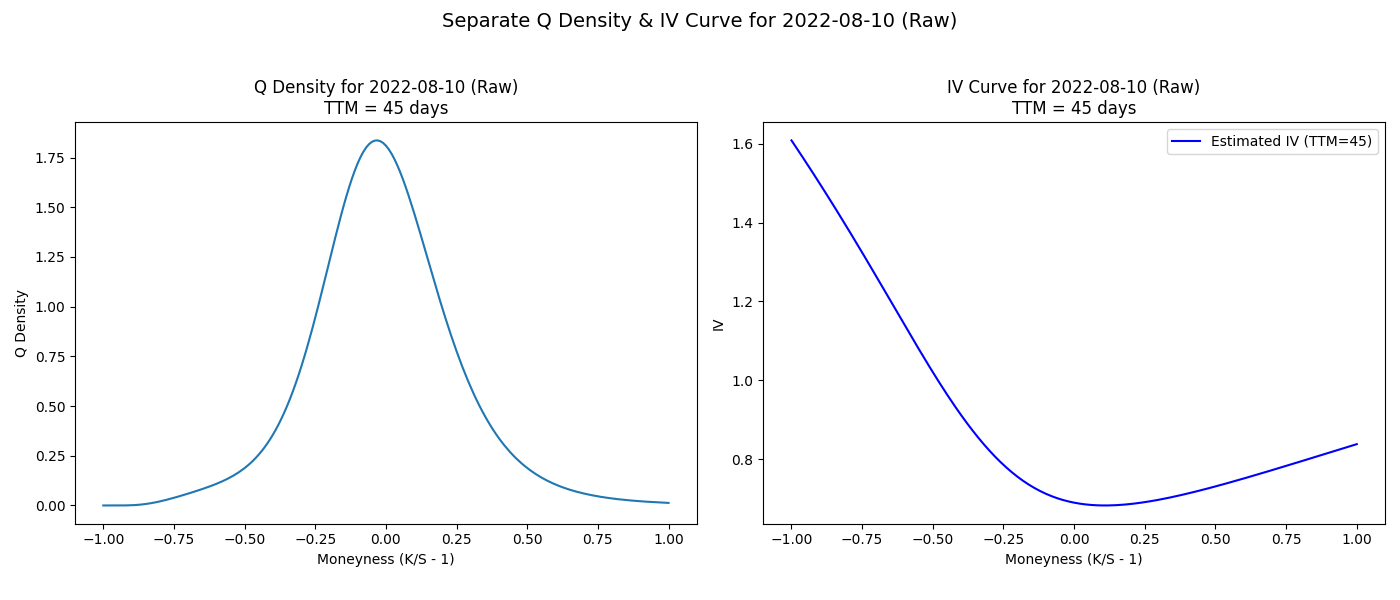 Separate Q Density & IV Curve for 2022-08-10 (Raw)
Q Density for 2022-08-10 (Raw)
TTM = 45 days
1.75
1.50
1.25
1.00
0.75
0.50
0.25
0.00
Q Density
−1.00 −0.75 −0.50 −0.25 0.00 0.25 0.50 0.75 1.00
Moneyness (K/S - 1)
IV Curve for 2022-08-10 (Raw)
TTM = 45 days
Estimated IV (TTM=45)
1.6
1.4
1.2
1.0
0.8
IV
−1.00 −0.75 −0.50 −0.25 0.00 0.25 0.50 0.75 1.00
Moneyness (K/S - 1)